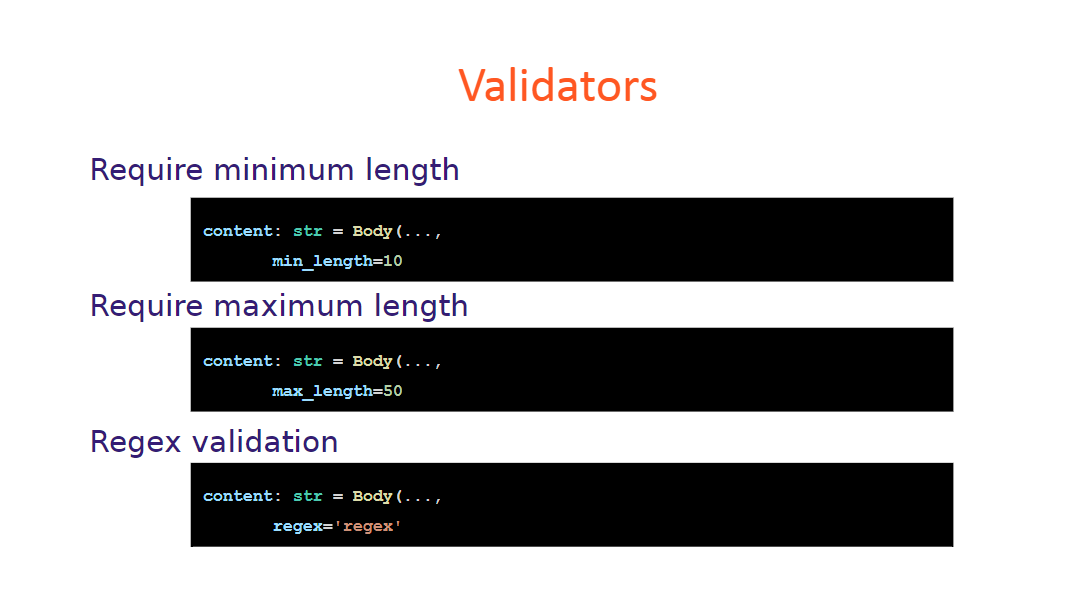 Validators
Require minimum length
content: str = Body(...,
min_length=10
Require maximum length
content: str = Body(...,
max_length=50
Regex validation
content: str = Body(...,
regex='regex'